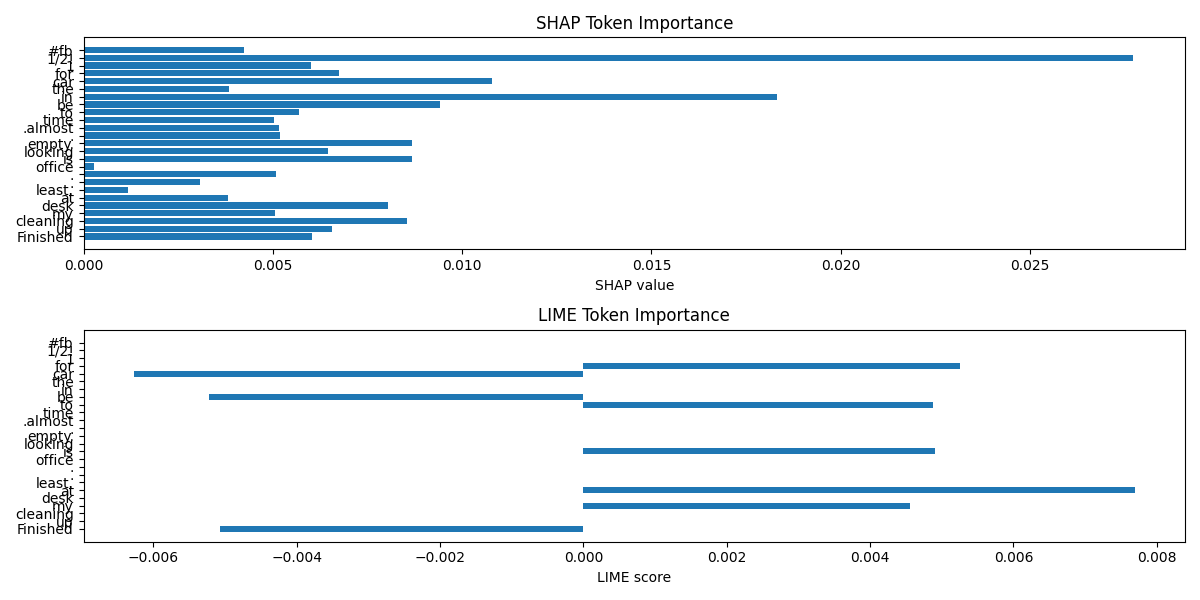 SHAP Token Importance
#fb
1/2!
1
for
car
the
in
be
to
time
.almost
.
empty.
looking
is
office
.
least.
at
desk
my
cleaning
up
Finished
0.000 0.005 0.010 0.015 0.020 0.025
SHAP value
LIME Token Importance
#fb
1/2!
1
for
car
the
in
be
to
time
.almost
.
empty.
looking
is
office
.
least.
at
desk
my
cleaning
up
Finished
−0.006 −0.004 −0.002 0.000 0.002 0.004 0.006 0.008
LIME score